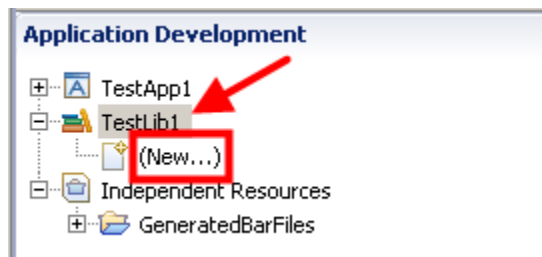 Application Development
TestApp1
TestLib1
(New...)
Independent Resources
GeneratedBarFiles